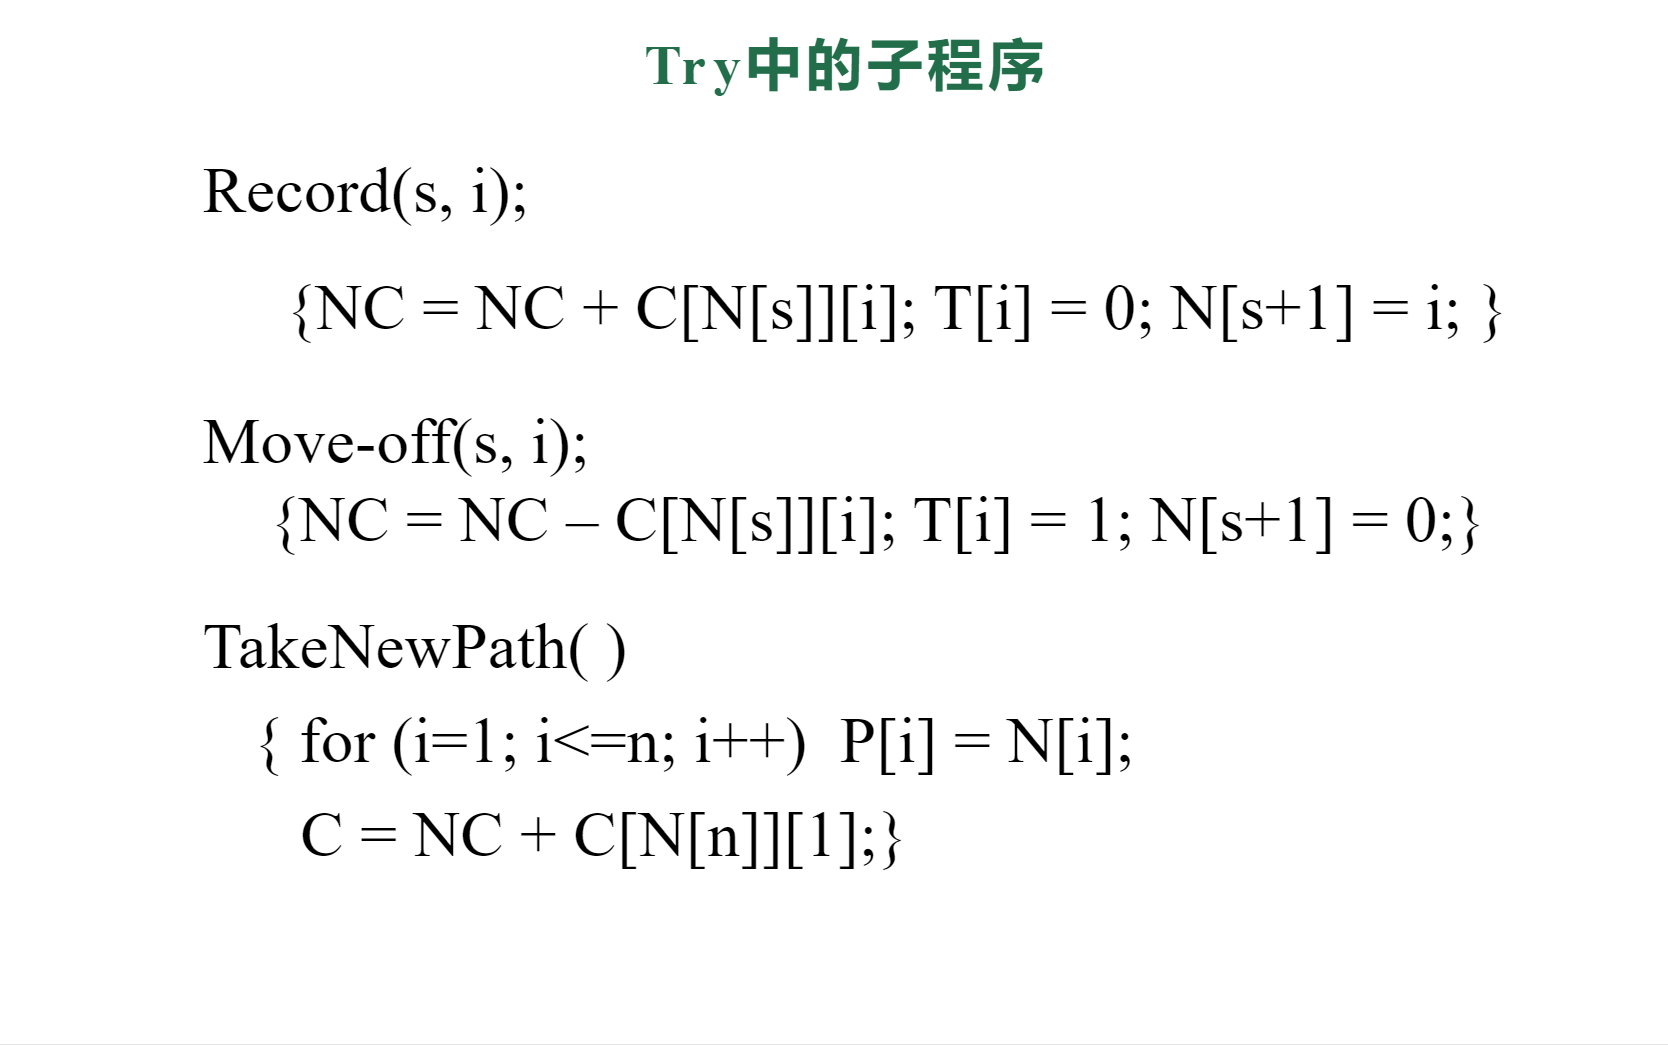 Try中的子程序
Record(s, i);
{NC = NC + C[N[s]][i]; T[i] = 0; N[s+1] = i; }
Move-off(s, i);
{NC = NC – C[N[s]][i]; T[i] = 1; N[s+1] = 0;}
TakeNewPath( )
{ for (i=1; i<=n; i++)  P[i] = N[i];
C = NC + C[N[n]][1];}